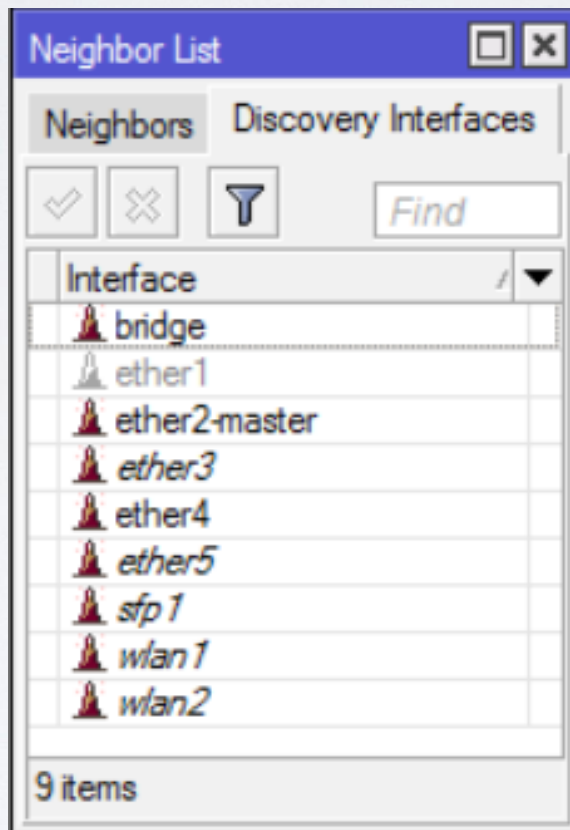 Neighbor List
Neighbors Discovery Interfaces
Find
Interface
bridge
ether1
ether2-master
ether3
ether4
ether5
sfp1
wlan1
wlan2
9 items